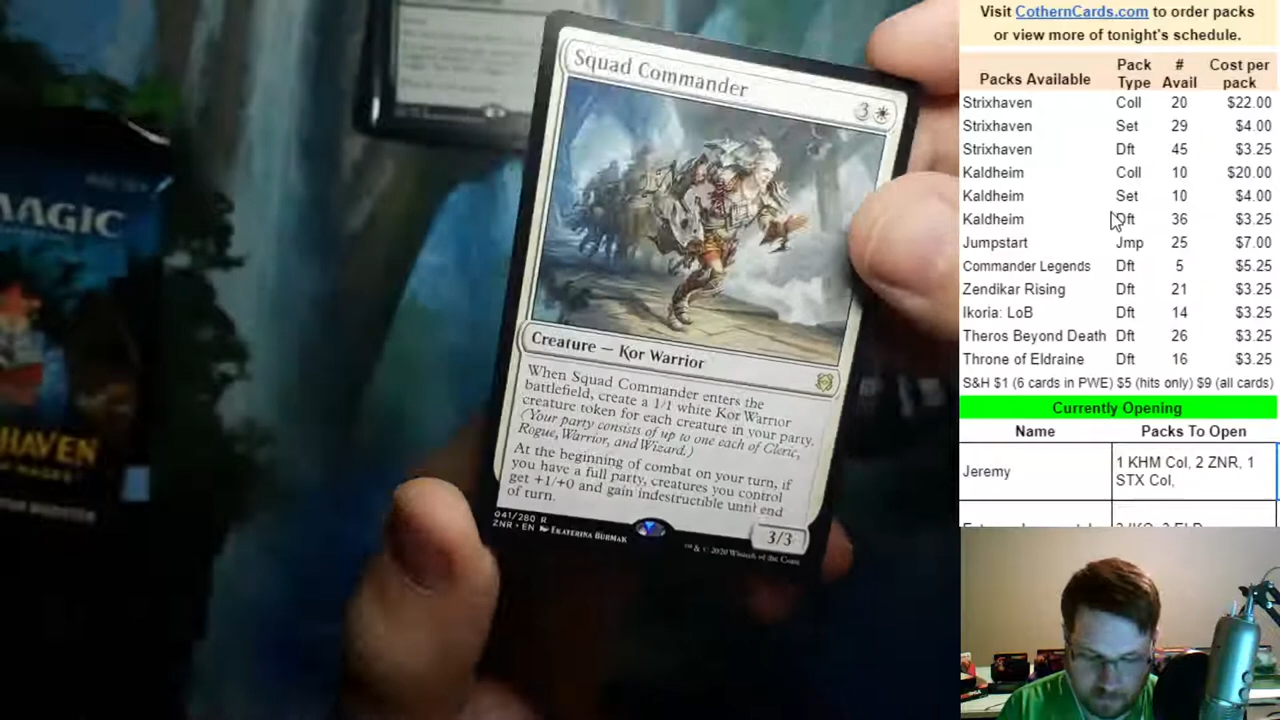 Squad Commander
3
Creature — Kor Warrior
When Squad Commander enters the
battlefield, create a 1/1 white Kor Warrior
creature token for each creature in your party.
(Your party consists of up to one each of Cleric,
Rogue, Warrior, and Wizard.)
At the beginning of combat on your turn, if
you have a full party, creatures you control
get +1/+0 and gain indestructible until end
of turn.
041/280 R
ZNR • EN EKATERINA BURMAK
3/3
™ & © 2020 Wizards of the Coast
MAGIC
Visit CothernCards.com to order packs
or view more of tonight's schedule.
Packs Available Pack Type # Avail Cost per pack
Strixhaven Coll 20 $22.00
Strixhaven Set 29 $4.00
Strixhaven Dft 45 $3.25
Kaldheim Coll 10 $20.00
Kaldheim Set 10 $4.00
Kaldheim Dft 36 $3.25
Jumpstart Jmp 25 $7.00
Commander Legends Dft 5 $5.25
Zendikar Rising Dft 21 $3.25
Ikoria: LoB Dft 14 $3.25
Theros Beyond Death Dft 26 $3.25
Throne of Eldraine Dft 16 $3.25
S&H $1 (6 cards in PWE) $5 (hits only) $9 (all cards)
Currently Opening
Name Packs To Open
Jeremy 1 KHM Col, 2 ZNR, 1
STX Col,